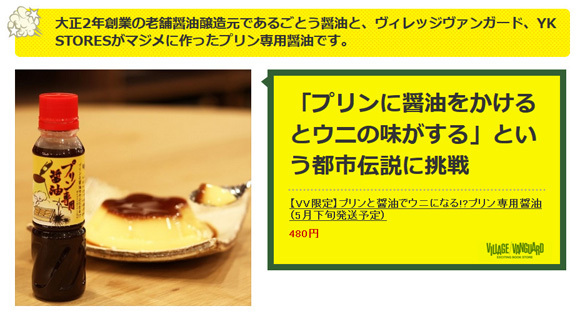 大正2年創業の老舗醤油醸造元であるごとう醤油と、ヴィレッジヴァンガード、YK
STORESがマジメに作ったプリン専用醤油です。
「プリンに醤油をかける
とウニの味がする」とい
う都市伝説に挑戦
【VV限定】プリンと醤油でウニになる!?プリン専用醤油
（5月下旬発送予定）
480円
プリン専用
醤油
VILLAGE/VANGUARD
EXCITING BOOK STORE